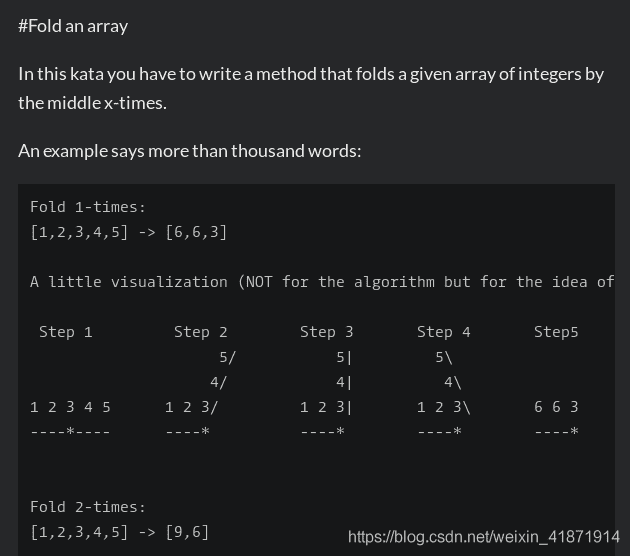 #Fold an array
In this kata you have to write a method that folds a given array of integers by
the middle x-times.
An example says more than thousand words:
Fold 1-times:
[1,2,3,4,5] -> [6,6,3]
A little visualization (NOT for the algorithm but for the idea of
Step 1 Step 2 Step 3 Step 4 Step5
5/ 5| 5\
4/ 4| 4\
1 2 3 4 5 1 2 3/ 1 2 3| 1 2 3\ 6 6 3
----*---- ----* ----* ----* ----*
Fold 2-times:
[1,2,3,4,5] -> [9,6]
https://blog.csdn.net/weixin_41871914